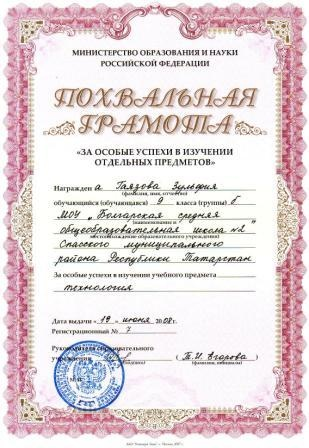 МИНИСТЕРСТВО ОБРАЗОВАНИЯ И НАУКИ
РОССИЙСКОЙ ФЕДЕРАЦИИ
ПОХВАЛЬНАЯ
ГРАМОТА
«ЗА ОСОБЫЕ УСПЕХИ В ИЗУЧЕНИИ
ОТДЕЛЬНЫХ ПРЕДМЕТОВ»
Награжден а Гаязова Зульфия
(фамилия, имя, отчество)
обучающийся (обучающаяся) 9 класса (группы) б
МОУ „Болгарская средняя
(наименование и
общеобразовательная школа №2"
местонахождение образовательного учреждения)
Спасского муниципального
района Республики Татарстан
За особые успехи в изучении учебного предмета
технология
Дата выдачи «19» июня 2008г.
Регистрационный № 7
Руководитель образовательного
учреждения (подпись) (Т.И. Егорова)
(фамилия, инициалы)
М.П.